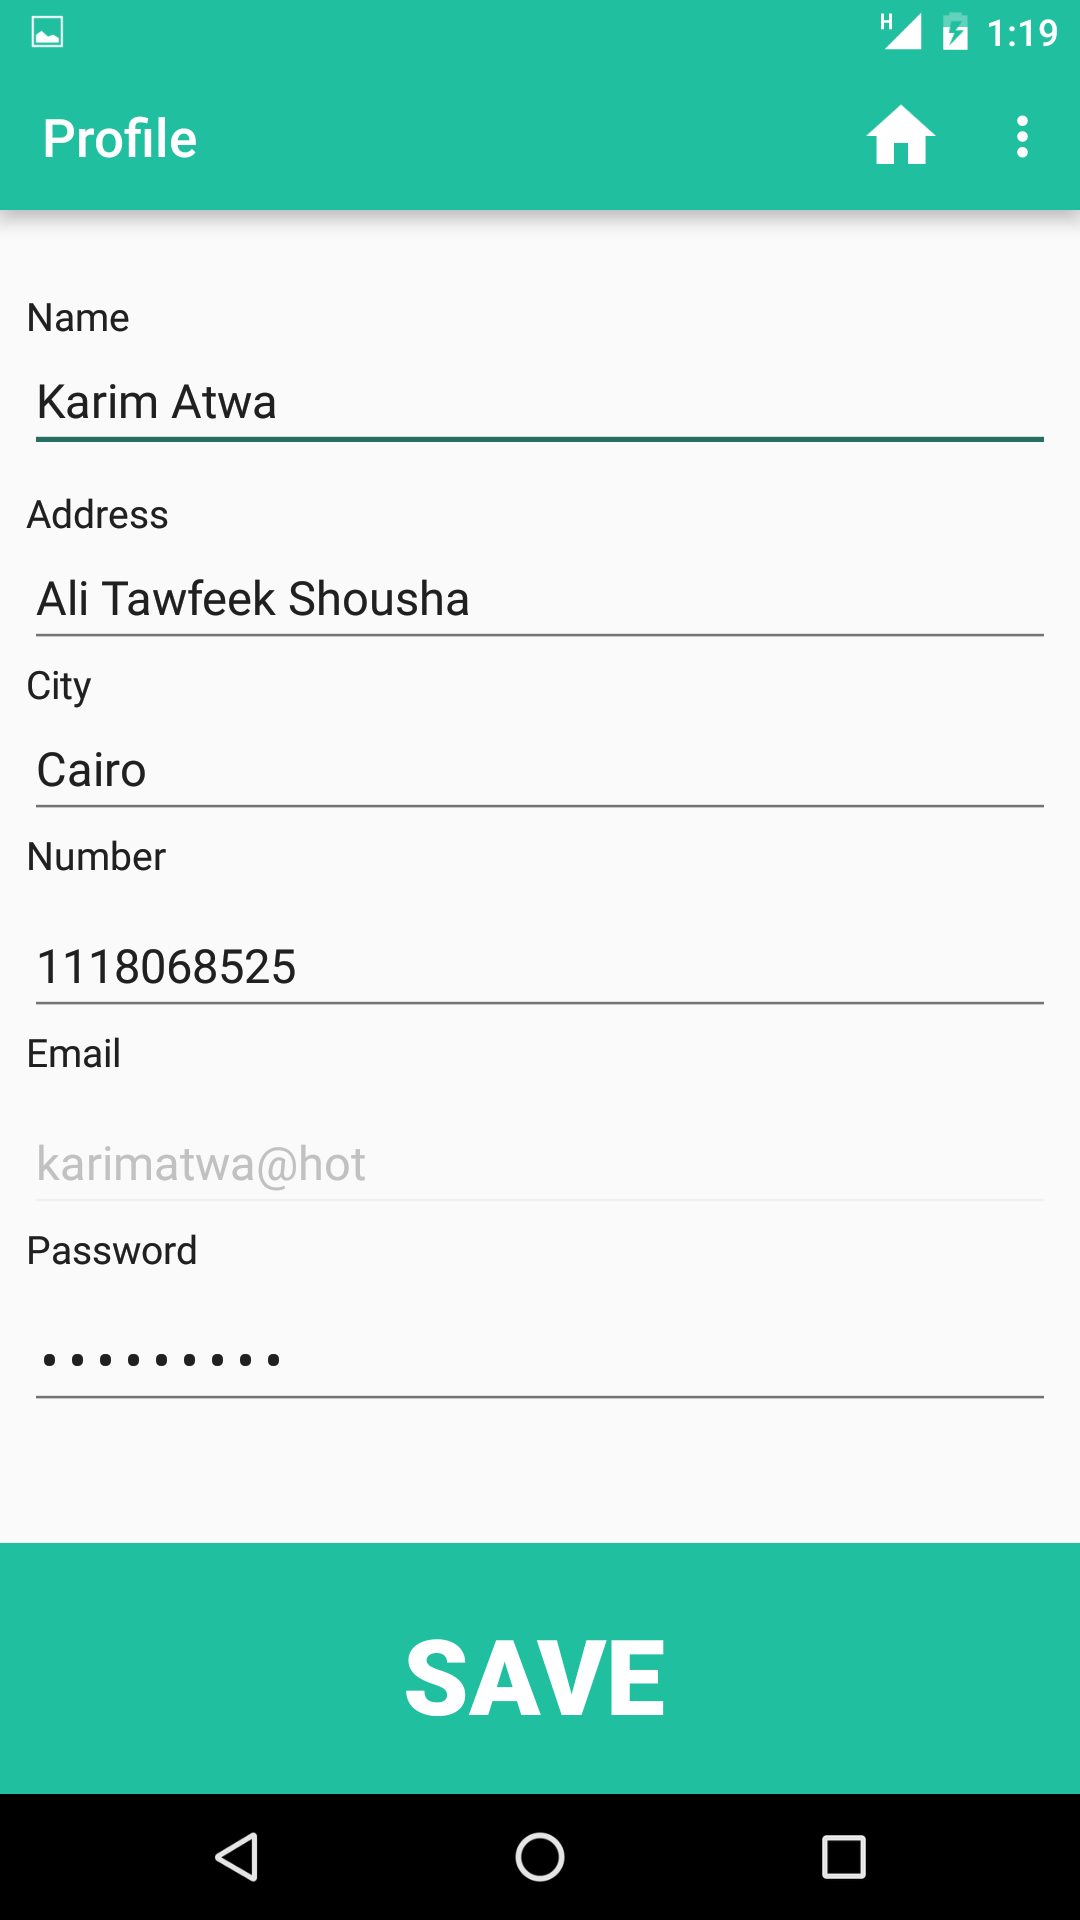 H 1:19
Profile
Name
Karim Atwa
Address
Ali Tawfeek Shousha
City
Cairo
Number
1118068525
Email
karimatwa@hot
Password
•••••••••
SAVE